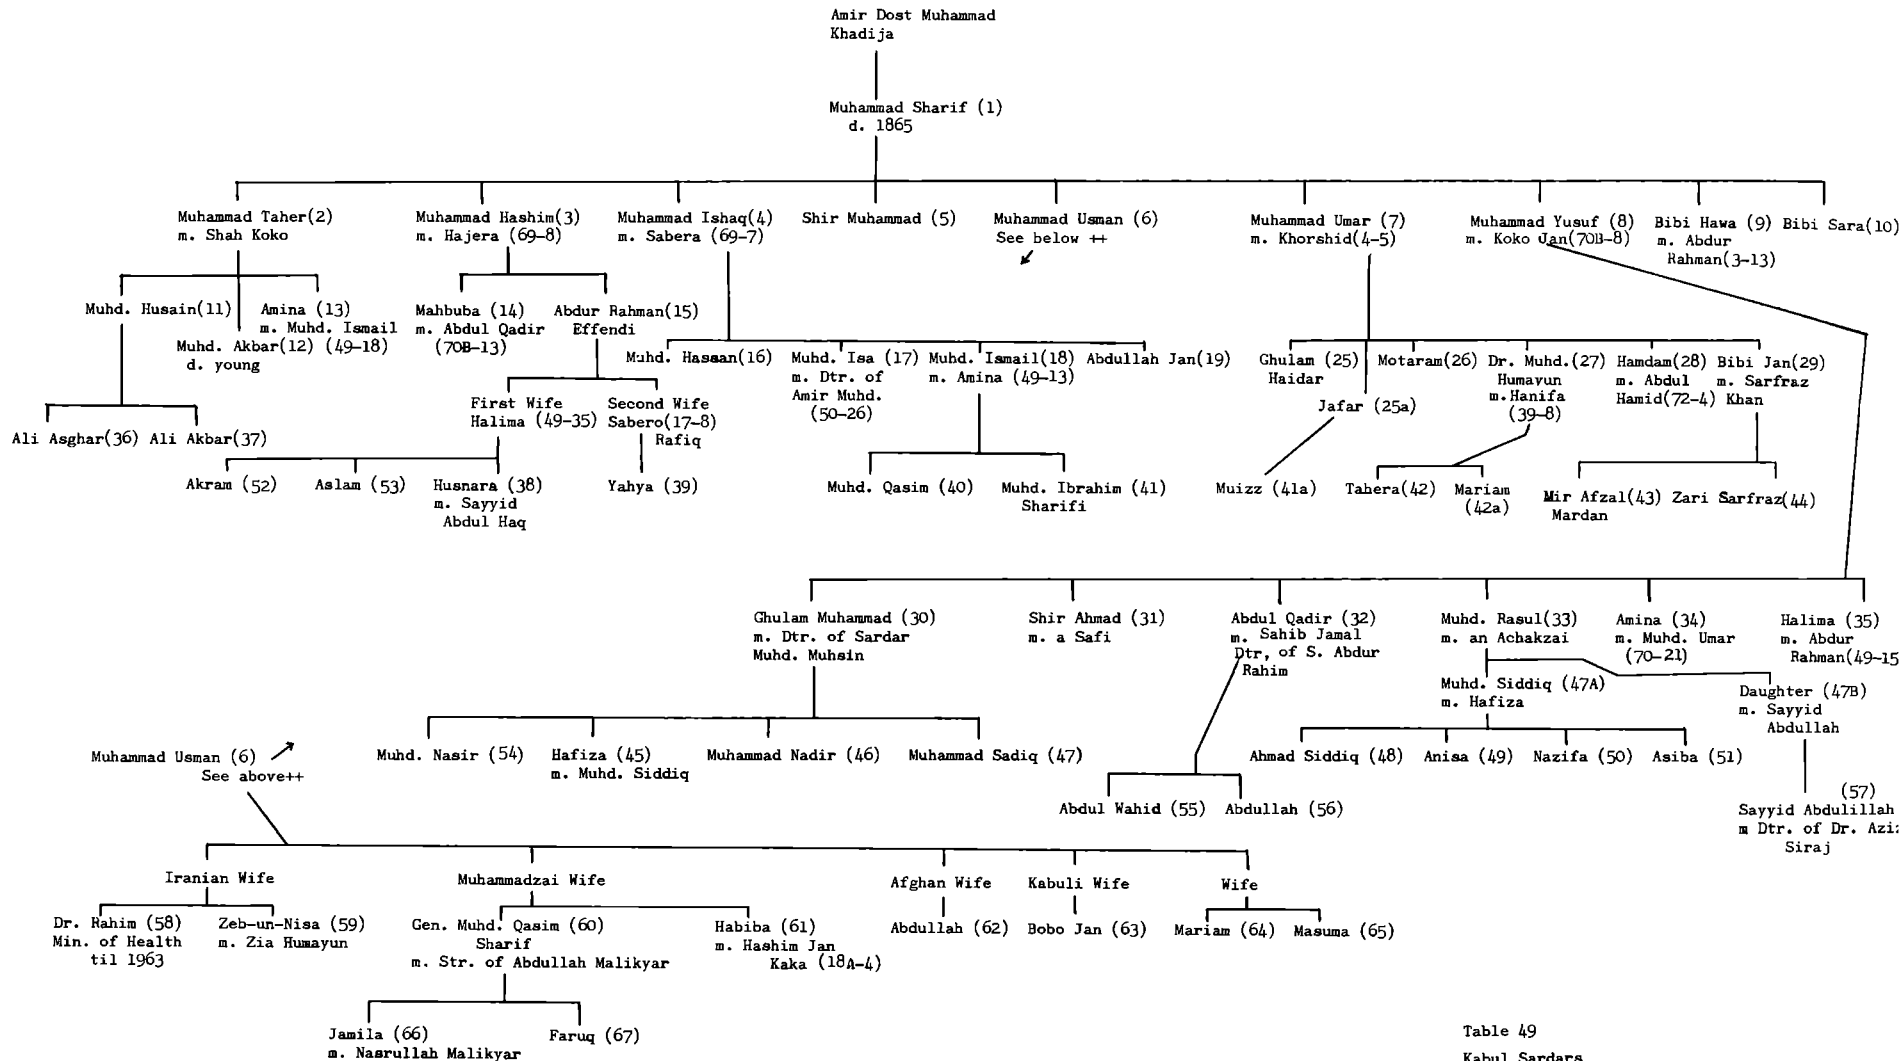 Amir Dost Muhammad
Khadija
Muhammad Sharif (1)
d. 1865
Muhammad Taher(2)
m. Shah Koko
Muhammad Hashim(3)
m. Hajera (69-8)
Muhammad Ishaq(4)
m. Sabera (69-7)
Shir Muhammad (5)
Muhammad Usman (6)
See below ++
Muhammad Umar (7)
m. Khorshid(4-5)
Muhammad Yusuf (8)
m. Koko Jan(70B-8)
Bibi Hawa (9)
m. Abdur
Rahman(3-13)
Bibi Sara(10)
Muhd. Husain(11)
Muhd. Akbar(12)
d. young
Amina (13)
m. Muhd. Ismail
(49-18)
Mahbuba (14)
m. Abdul Qadir
(70B-13)
Abdur Rahman(15)
Effendi
Muhd. Hassan(16)
Muhd. Isa (17)
m. Dtr. of
Amir Muhd.
(50-26)
Muhd. Ismail(18)
m. Amina (49-13)
Abdullah Jan(19)
Ghulam (25)
Haidar
Jafar (25a)
Motaram(26)
Dr. Muhd.(27)
Humayun
m.Hanifa
(39-8)
Hamdam(28)
m. Abdul
Hamid(72-4)
Bibi Jan(29)
m. Sarfraz
Khan
First Wife
Halima (49-35)
Second Wife
Sabero(17-8)
Rafiq
Ali Asghar(36)
Ali Akbar(37)
Akram (52)
Aslam (53)
Husnara (38)
m. Sayyid
Abdul Haq
Yahya (39)
Muhd. Qasim (40)
Muhd. Ibrahim (41)
Sharifi
Muizz (41a)
Tahera(42)
Mariam
(42a)
Mir Afzal(43)
Mardan
Zari Sarfraz(44)
Ghulam Muhammad (30)
m. Dtr. of Sardar
Muhd. Muhsin
Shir Ahmad (31)
m. a Safi
Abdul Qadir (32)
m. Sahib Jamal
Dtr, of S. Abdur
Rahim
Muhd. Rasul(33)
m. an Achakzai
Amina (34)
m. Muhd. Umar
(70-21)
Halima (35)
m. Abdur
Rahman(49-15
Muhd. Siddiq (47A)
m. Hafiza
Daughter (47B)
m. Sayyid
Abdullah
Muhd. Nasir (54)
Hafiza (45)
m. Muhd. Siddiq
Muhammad Nadir (46)
Muhammad Sadiq (47)
Ahmad Siddiq (48)
Anisa (49)
Nazifa (50)
Asiba (51)
Abdul Wahid (55)
Abdullah (56)
(57)
Sayyid Abdulillah
m Dtr. of Dr. Aziz
Siraj
Muhammad Usman (6)
See above++
Iranian Wife
Muhammadzai Wife
Afghan Wife
Kabuli Wife
Wife
Dr. Rahim (58)
Min. of Health
til 1963
Zeb-un-Nisa (59)
m. Zia Humayun
Gen. Muhd. Qasim (60)
Sharif
m. Str. of Abdullah Malikyar
Habiba (61)
m. Hashim Jan
Kaka (18A-4)
Abdullah (62)
Bobo Jan (63)
Mariam (64)
Masuma (65)
Jamila (66)
m. Nasrullah Malikyar
Faruq (67)
Table 49
Kabul Sardars